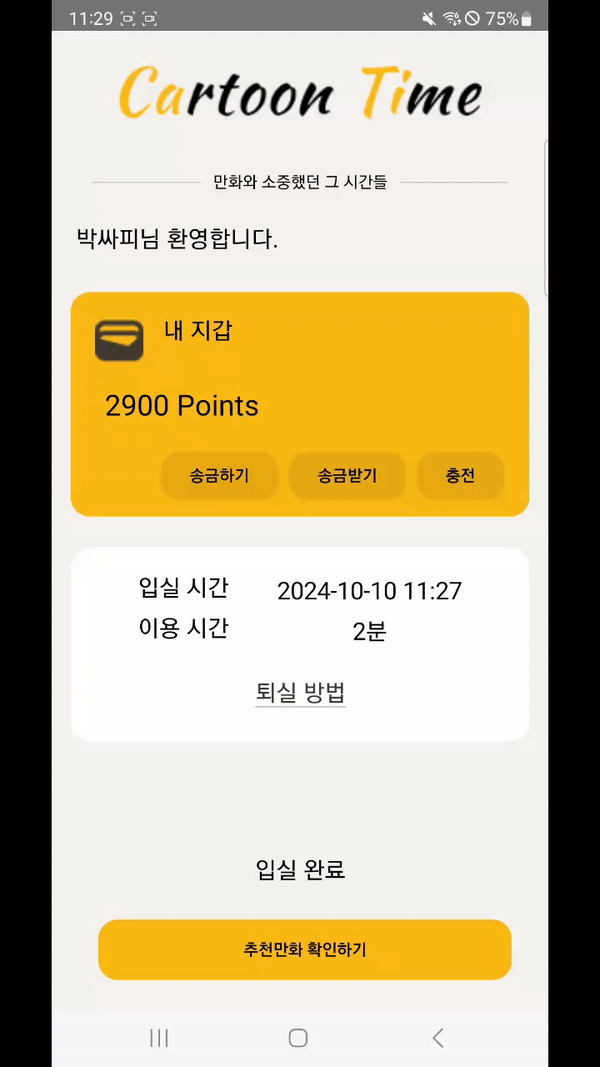 11:29 75%
Cartoon Time
만화와 소중했던 그 시간들
박싸피님 환영합니다.
내 지갑
2900 Points
송금하기 송금받기 충전
입실 시간 2024-10-10 11:27
이용 시간 2분
퇴실 방법
입실 완료
추천만화 확인하기